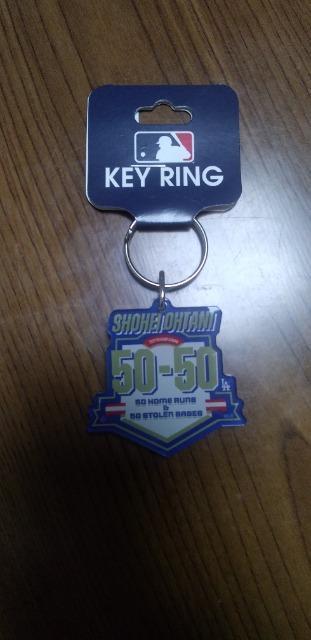 KEY RING
SHOHEI OHTANI
50-50
LA
50 HOME RUNS
&
50 STOLEN BASES